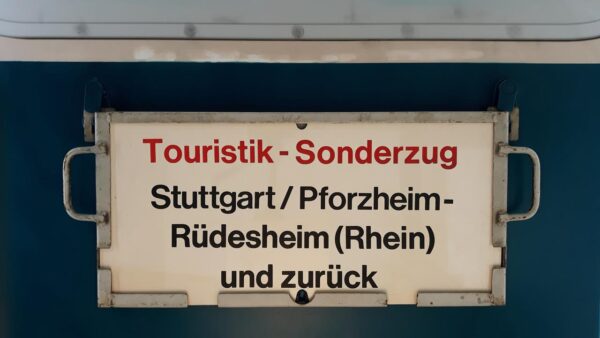 Touristik - Sonderzug
Stuttgart / Pforzheim-
Rüdesheim (Rhein)
und zurück